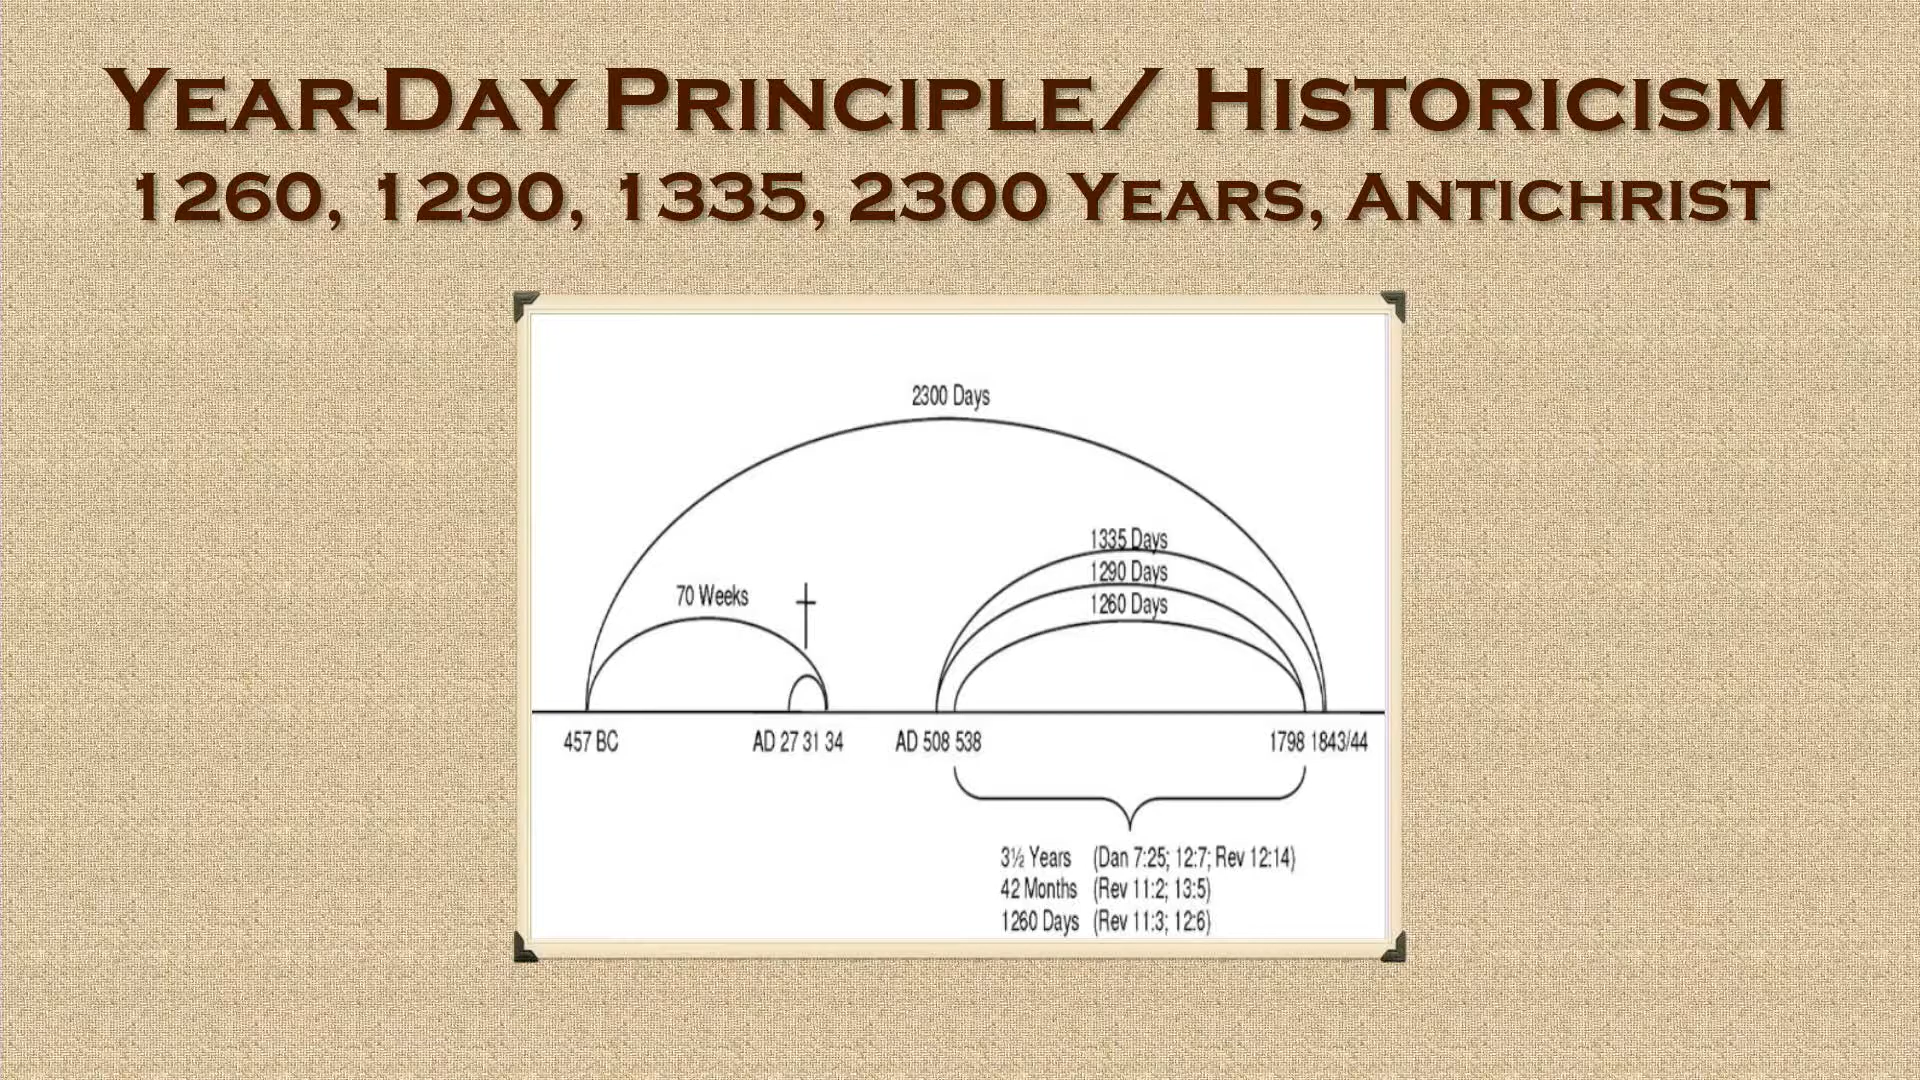 YEAR-DAY PRINCIPLE/ HISTORICISM
1260, 1290, 1335, 2300 YEARS, ANTICHRIST
2300 Days
1335 Days
1290 Days
1260 Days
70 Weeks
457 BC AD 27 31 34 AD 508 538 1798 1843/44
3½ Years (Dan 7:25; 12:7; Rev 12:14)
42 Months (Rev 11:2; 13:5)
1260 Days (Rev 11:3; 12:6)